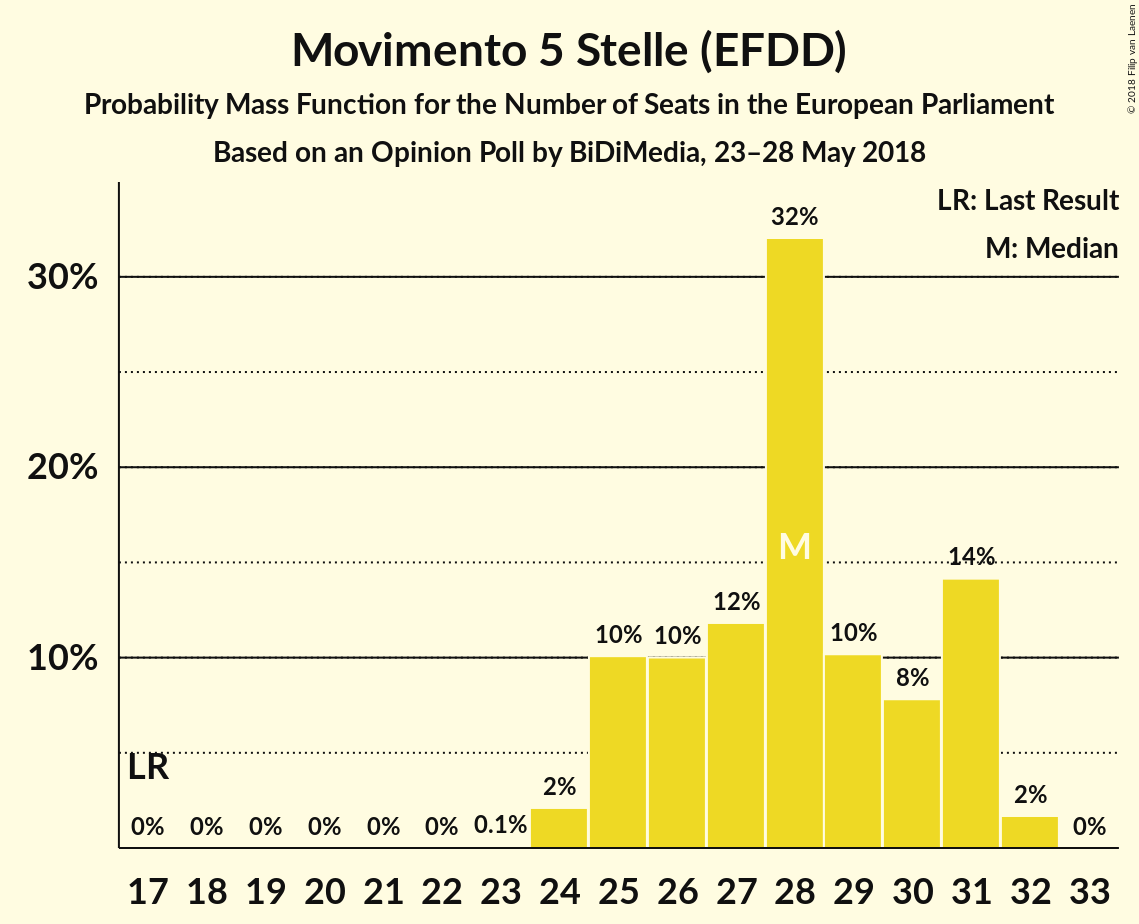 Movimento 5 Stelle (EFDD)
Probability Mass Function for the Number of Seats in the European Parliament
Based on an Opinion Poll by BiDiMedia, 23–28 May 2018
© 2018 Filip van Laenen
LR: Last Result
M: Median
30%
20%
10%
LR
M
0% 0% 0% 0% 0% 0% 0.1% 2% 10% 10% 12% 32% 10% 8% 14% 2% 0%
17 18 19 20 21 22 23 24 25 26 27 28 29 30 31 32 33